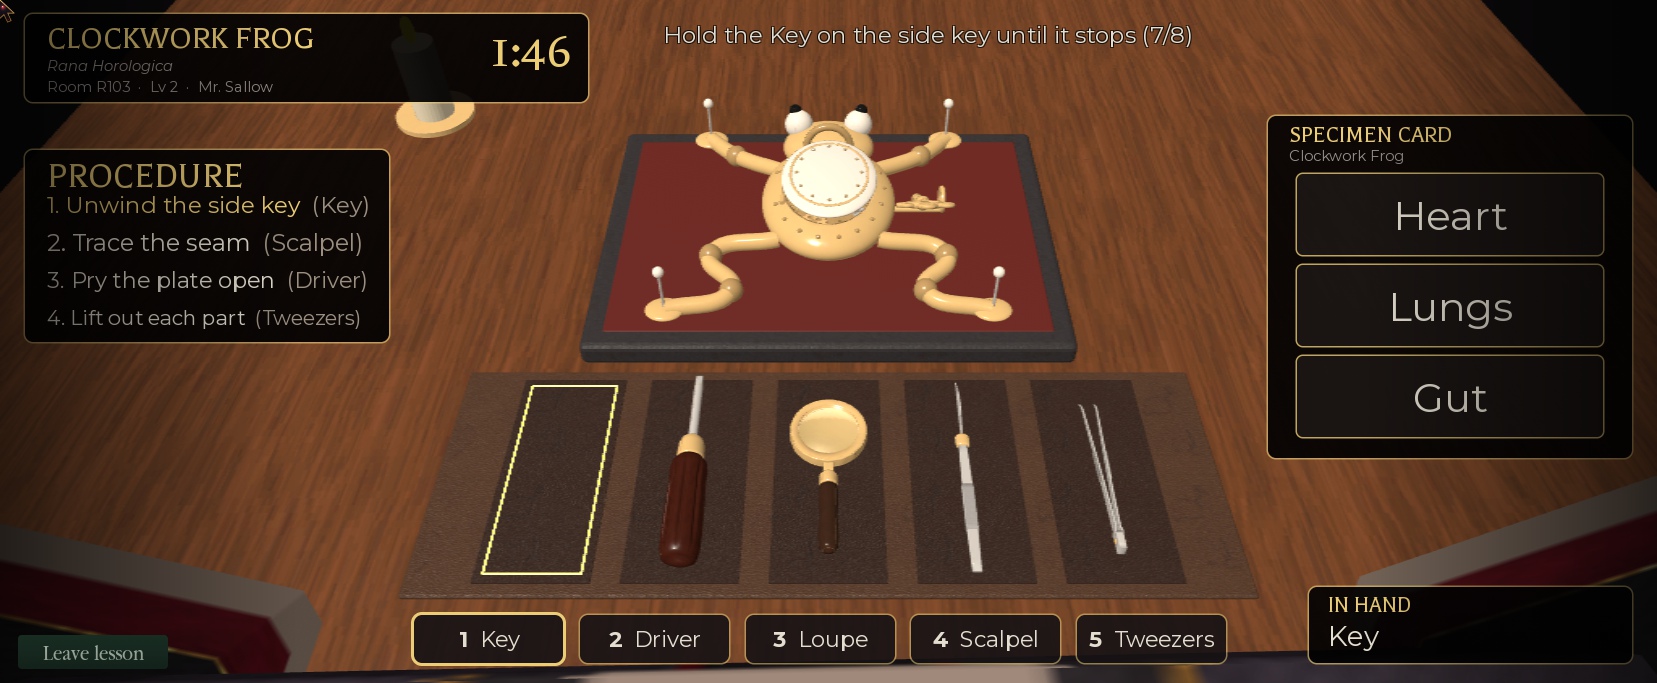 CLOCKWORK FROG
Rana Horologica
Room R103 · Lv 2 · Mr. Sallow
1:46
Hold the Key on the side key until it stops (7/8)
PROCEDURE
1. Unwind the side key (Key)
2. Trace the seam (Scalpel)
3. Pry the plate open (Driver)
4. Lift out each part (Tweezers)
SPECIMEN CARD
Clockwork Frog
Heart
Lungs
Gut
1 Key
2 Driver
3 Loupe
4 Scalpel
5 Tweezers
IN HAND
Key
Leave lesson